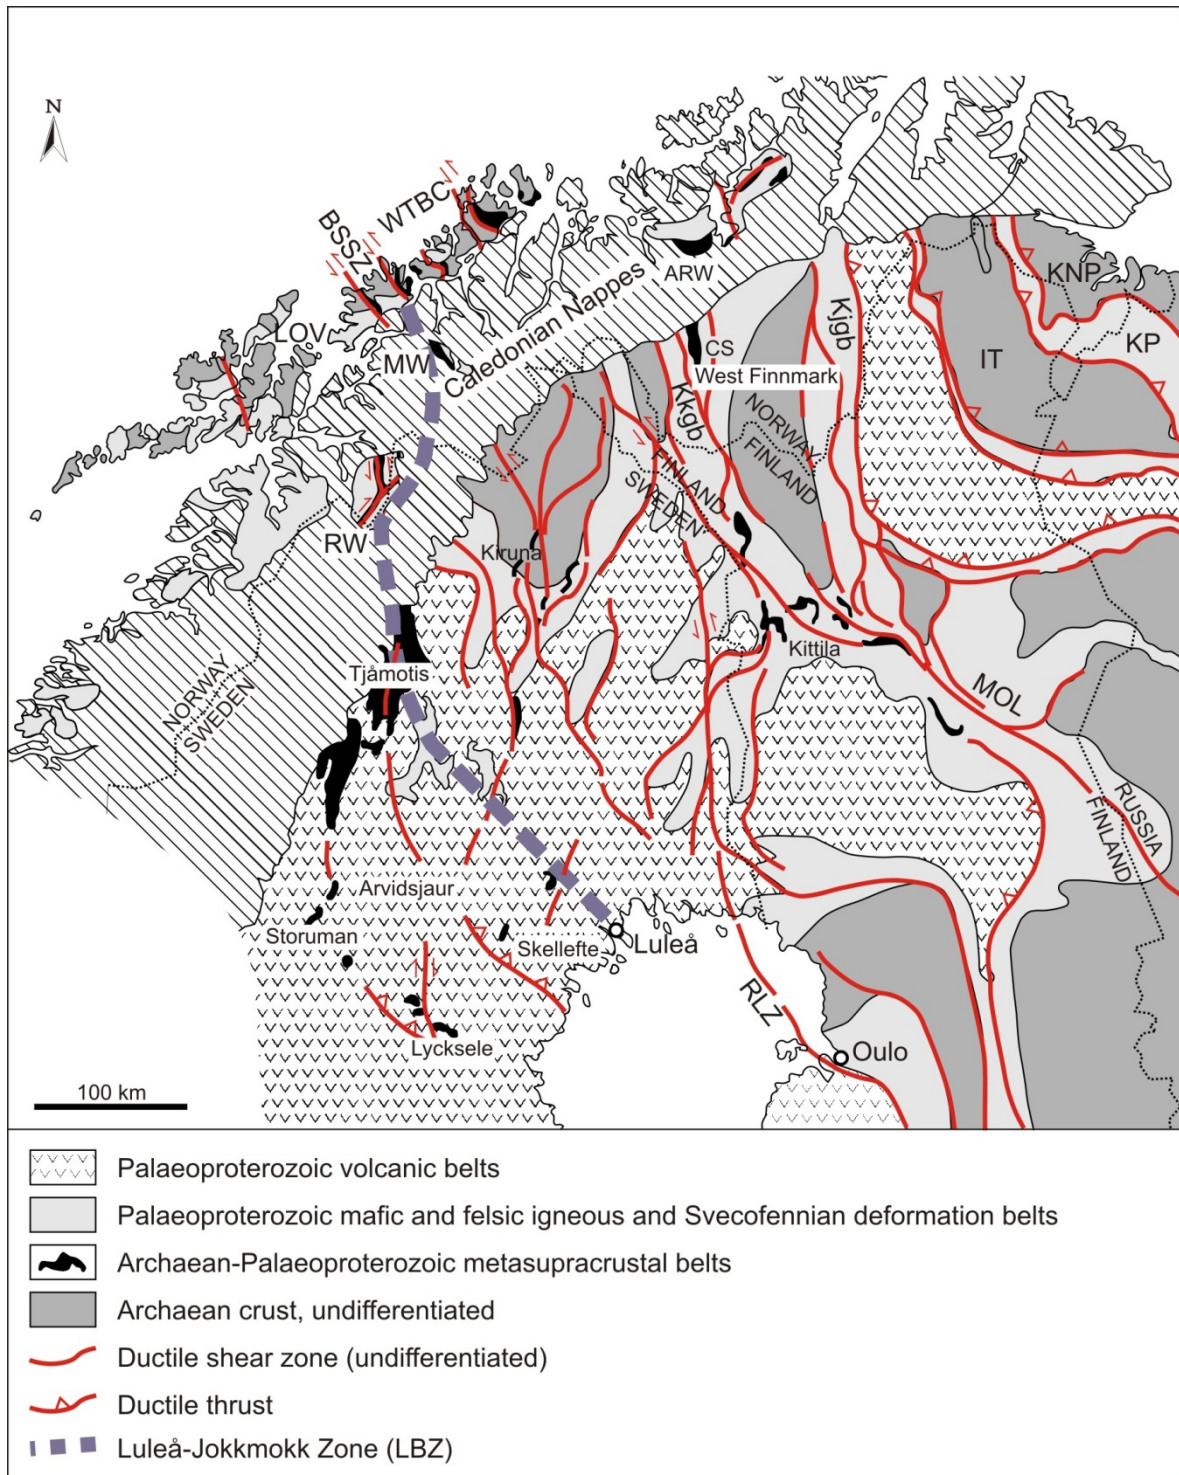 N
WTBC
BSSZ
LOV
MW
Caledonian Nappes
ARW
CS
West Finnmark
Kjgb
Kkgb
KNP
KP
IT
NORWAY
FINLAND
FINLAND
SWEDEN
RW
Kiruna
Kittila
Tjåmotis
NORWAY
SWEDEN
MOL
RUSSIA
FINLAND
Arvidsjaur
Storuman
Skellefte
Luleå
Lycksele
RLZ
Oulo
100 km
Palaeoproterozoic volcanic belts
Palaeoproterozoic mafic and felsic igneous and Svecofennian deformation belts
Archaean-Palaeoproterozoic metasupracrustal belts
Archaean crust, undifferentiated
Ductile shear zone (undifferentiated)
Ductile thrust
Luleå-Jokkmokk Zone (LBZ)